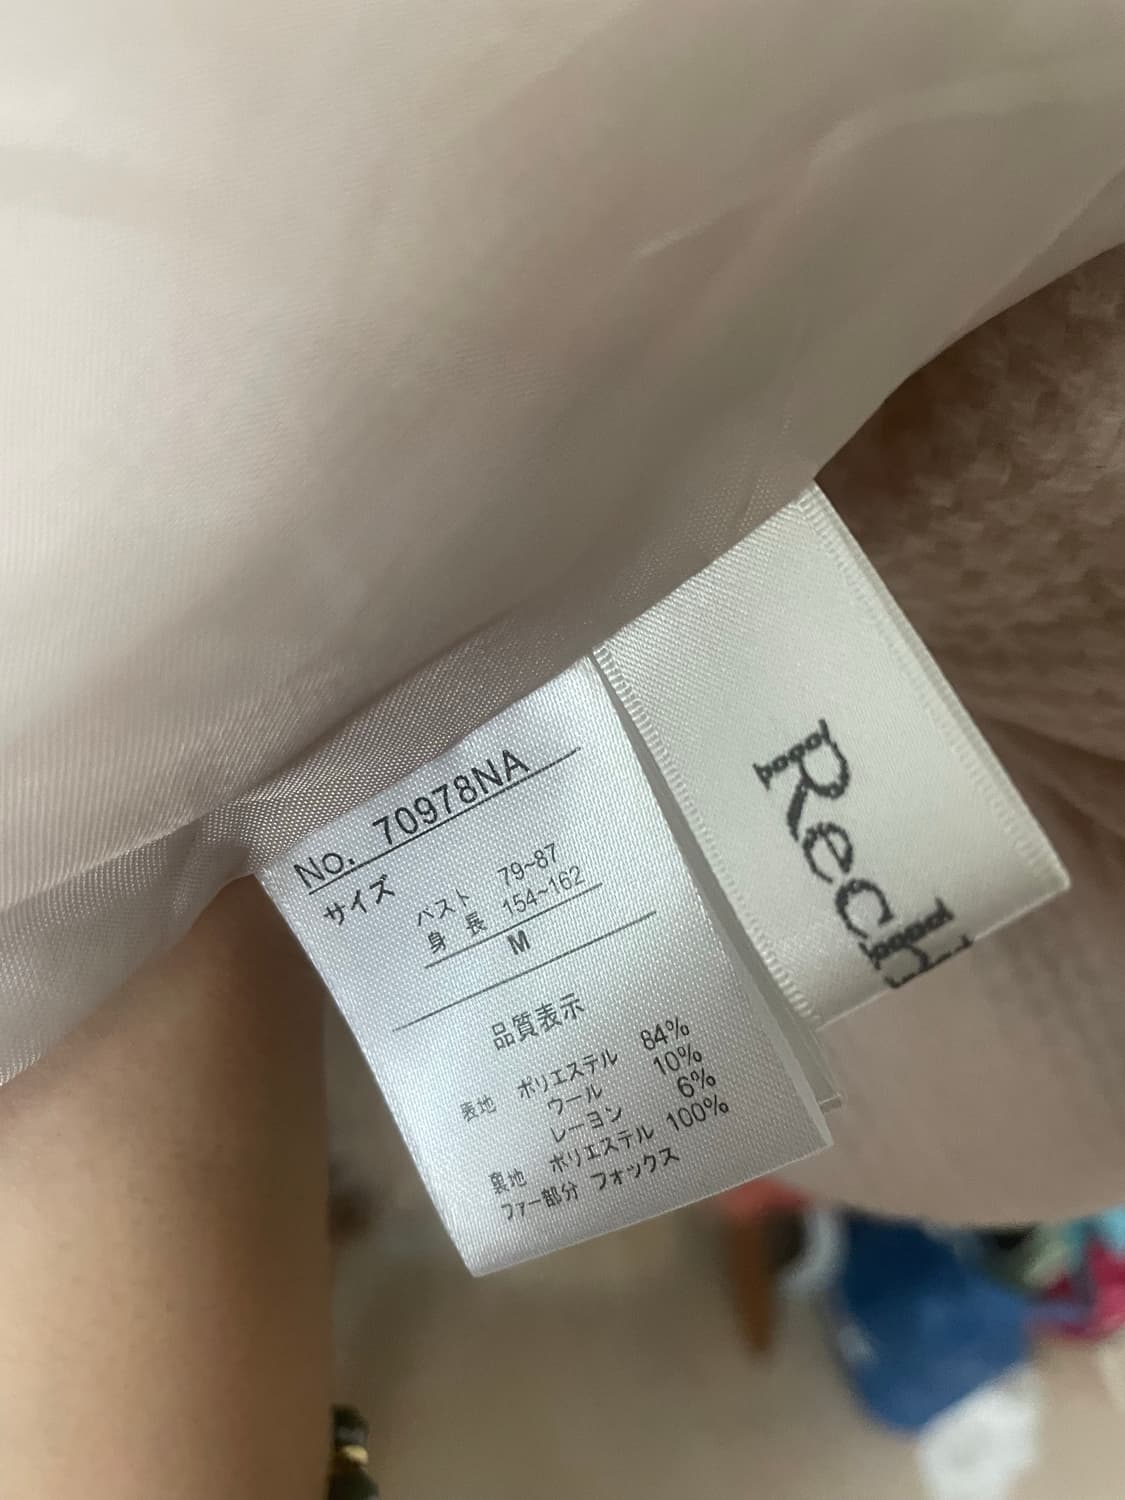 No. 70978NA
サイズ
バスト 79~87
身長 154~162
M
品質表示
表地 ポリエステル 84%
ウール 10%
レーヨン 6%
裏地 ポリエステル 100%
ファー部分 フォックス